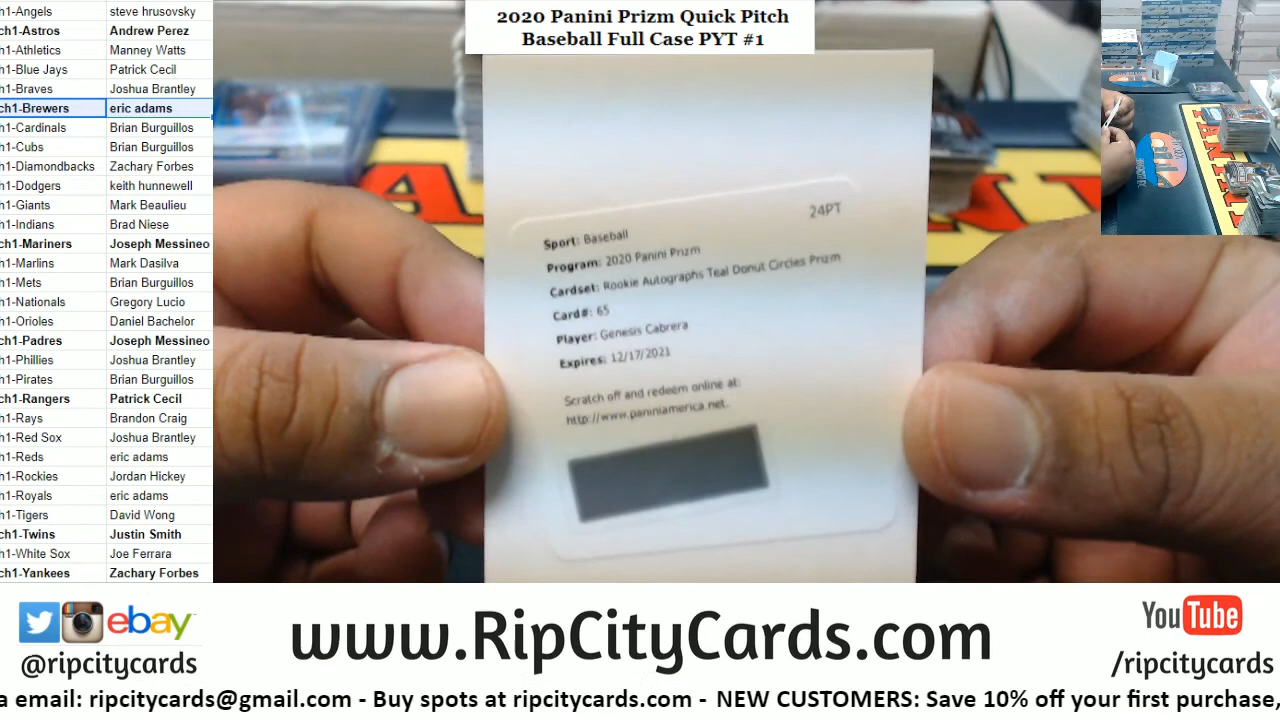 2020 Panini Prizm Quick Pitch
Baseball Full Case PYT #1
h1-Angels steve hrusovsky
ch1-Astros Andrew Perez
h1-Athletics Manney Watts
h1-Blue Jays Patrick Cecil
h1-Braves Joshua Brantley
ch1-Brewers eric adams
h1-Cardinals Brian Burguillos
h1-Cubs Brian Burguillos
h1-Diamondbacks Zachary Forbes
h1-Dodgers keith hunnewell
h1-Giants Mark Beaulieu
h1-Indians Brad Niese
ch1-Mariners Joseph Messineo
h1-Marlins Mark Dasilva
h1-Mets Brian Burguillos
h1-Nationals Gregory Lucio
h1-Orioles Daniel Bachelor
ch1-Padres Joseph Messineo
h1-Phillies Joshua Brantley
h1-Pirates Brian Burguillos
ch1-Rangers Patrick Cecil
h1-Rays Brandon Craig
h1-Red Sox Joshua Brantley
h1-Reds eric adams
h1-Rockies Jordan Hickey
h1-Royals eric adams
h1-Tigers David Wong
ch1-Twins Justin Smith
h1-White Sox Joe Ferrara
ch1-Yankees Zachary Forbes
24PT
Sport: Baseball
Program: 2020 Panini Prizm
Cardset: Rookie Autographs Teal Donut Circles Prizm
Card#: 65
Player: Genesis Cabrera
Expires: 12/17/2021
Scratch off and redeem online at:
http://www.paniniamerica.net.
PANINI
ebay
@ripcitycards
www.RipCityCards.com
YouTube
/ripcitycards
a email: ripcitycards@gmail.com - Buy spots at ripcitycards.com - NEW CUSTOMERS: Save 10% off your first purchase,